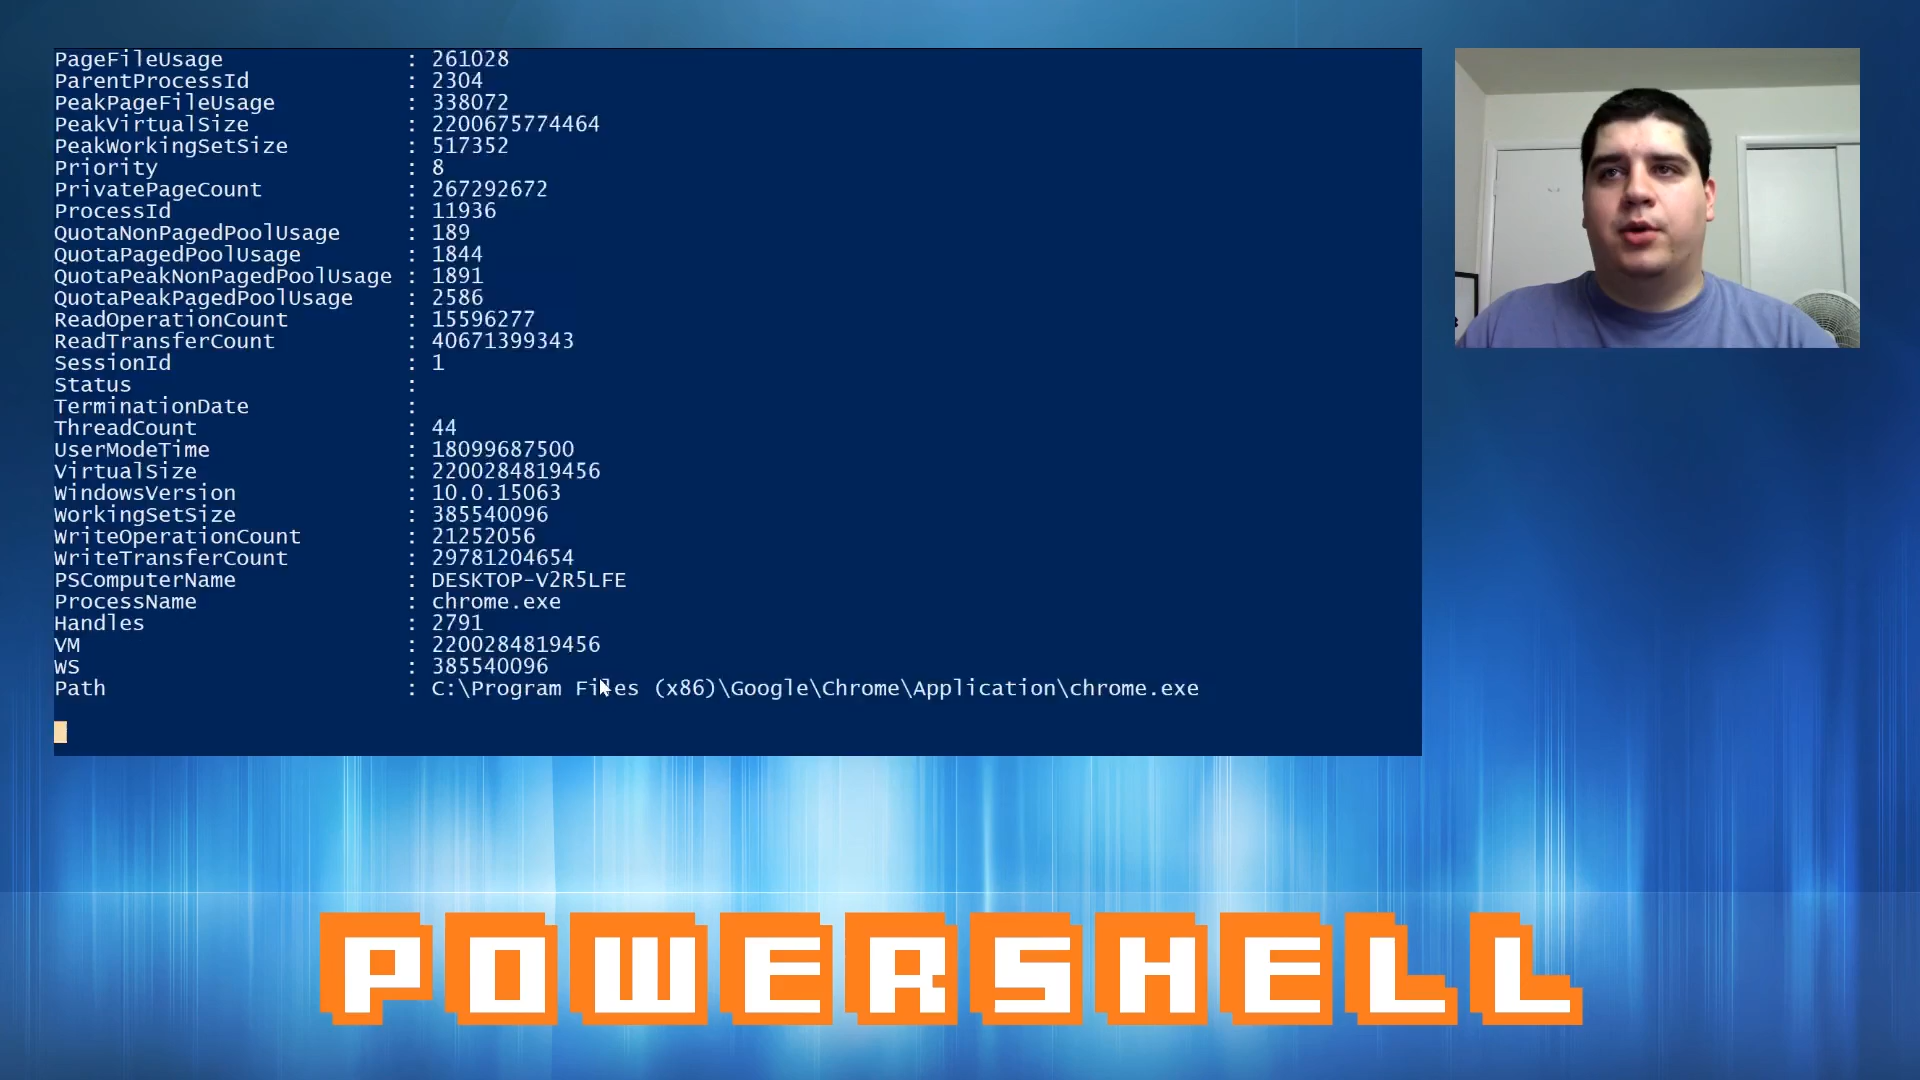 PageFileUsage : 261028
ParentProcessId : 2304
PeakPageFileUsage : 338072
PeakVirtualSize : 2200675774464
PeakWorkingSetSize : 517352
Priority : 8
PrivatePageCount : 267292672
ProcessId : 11936
QuotaNonPagedPoolUsage : 189
QuotaPagedPoolUsage : 1844
QuotaPeakNonPagedPoolUsage : 1891
QuotaPeakPagedPoolUsage : 2586
ReadOperationCount : 15596277
ReadTransferCount : 40671399343
SessionId : 1
Status :
TerminationDate :
ThreadCount : 44
UserModeTime : 18099687500
VirtualSize : 2200284819456
WindowsVersion : 10.0.15063
WorkingSetSize : 385540096
WriteOperationCount : 21252056
WriteTransferCount : 29781204654
PSComputerName : DESKTOP-V2R5LFE
ProcessName : chrome.exe
Handles : 2791
VM : 2200284819456
WS : 385540096
Path : C:\Program Files (x86)\Google\Chrome\Application\chrome.exe
POWERSHELL